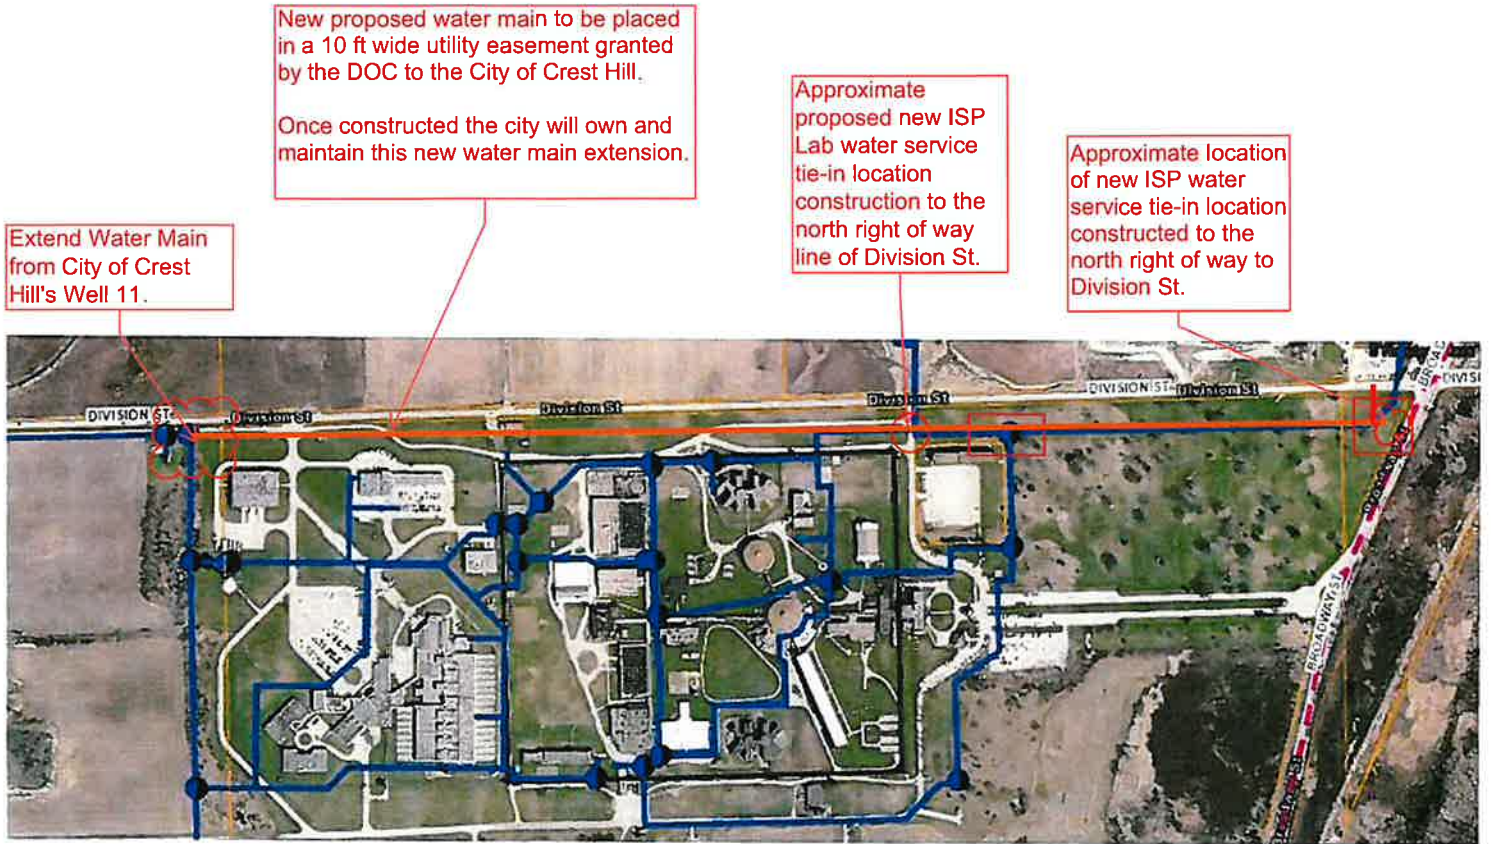 New proposed water main to be placed
in a 10 ft wide utility easement granted
by the DOC to the City of Crest Hill.
Once constructed the city will own and
maintain this new water main extension.
Approximate
proposed new ISP
Lab water service
tie-in location
construction to the
north right of way
line of Division St.
Approximate location
of new ISP water
service tie-in location
constructed to the
north right of way to
Division St.
Extend Water Main
from City of Crest
Hill's Well 11.
DIVISION ST
Division St
Division St
Division St
DIVISION ST
Division St
BROADWAY ST